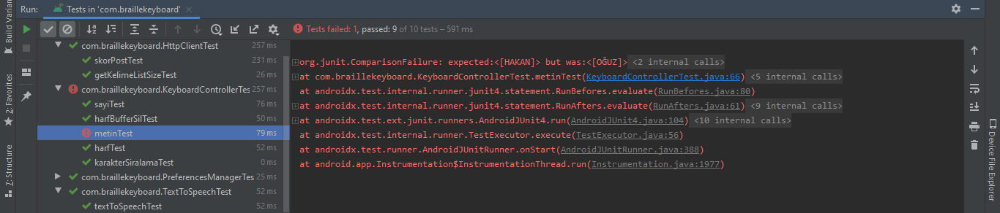 Run: Tests in 'com.braillekeyboard' ×
Tests failed: 1, passed: 9 of 10 tests – 591 ms
com.braillekeyboard.HttpClientTest 257 ms
skorPostTest 231 ms
getKelimeListSizeTest 26 ms
com.braillekeyboard.KeyboardControllerTes 257 ms
sayiTest 76 ms
harfBufferSilTest 50 ms
metinTest 79 ms
harfTest 52 ms
karakterSiralamaTest 0 ms
com.braillekeyboard.PreferencesManagerTes 25 ms
com.braillekeyboard.TextToSpeechTest 52 ms
textToSpeechTest 52 ms
org.junit.ComparisonFailure: expected:<[HAKAN]> but was:<[OĞUZ]> <2 internal calls>
at com.braillekeyboard.KeyboardControllerTest.metinTest(KeyboardControllerTest.java:66) <5 internal calls>
at androidx.test.internal.runner.junit4.statement.RunBefores.evaluate(RunBefores.java:80)
at androidx.test.internal.runner.junit4.statement.RunAfters.evaluate(RunAfters.java:61) <9 internal calls>
at androidx.test.ext.junit.runners.AndroidJUnit4.run(AndroidJUnit4.java:104) <10 internal calls>
at androidx.test.internal.runner.TestExecutor.execute(TestExecutor.java:56)
at androidx.test.runner.AndroidJUnitRunner.onStart(AndroidJUnitRunner.java:388)
at android.app.Instrumentation$InstrumentationThread.run(Instrumentation.java:1977)
Build Varian
2: Favorites
7: Structure
Device File Explorer